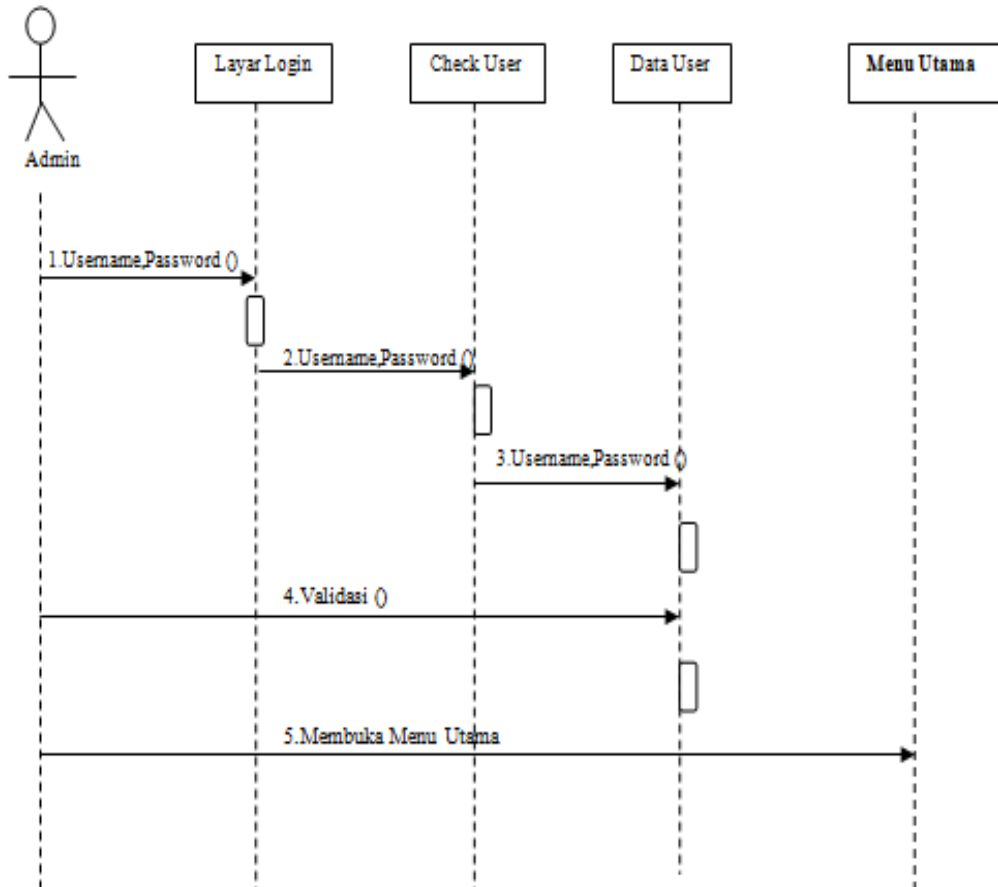 Layar Login
Check User
Data User
Menu Utama
Admin
1.Username,Password ()
2.Username,Password ()
3.Username,Password ()
4.Validasi ()
5.Membuka Menu Utama